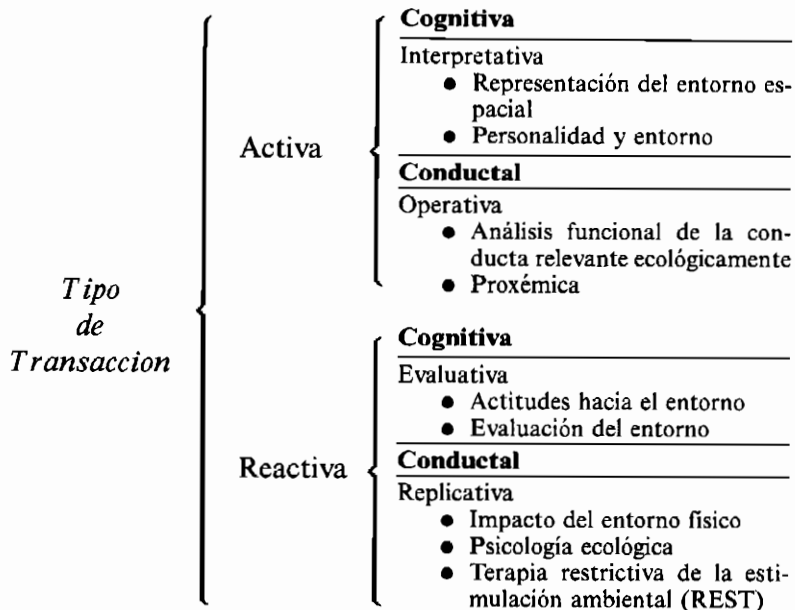 Tipo
de
Transaccion
Activa
Cognitiva
Interpretativa
● Representación del entorno es-
pacial
● Personalidad y entorno
Conductal
Operativa
● Análisis funcional de la con-
ducta relevante ecológicamente
● Proxémica
Reactiva
Cognitiva
Evaluativa
● Actitudes hacia el entorno
● Evaluación del entorno
Conductal
Replicativa
● Impacto del entorno físico
● Psicología ecológica
● Terapia restrictiva de la esti-
mulación ambiental (REST)